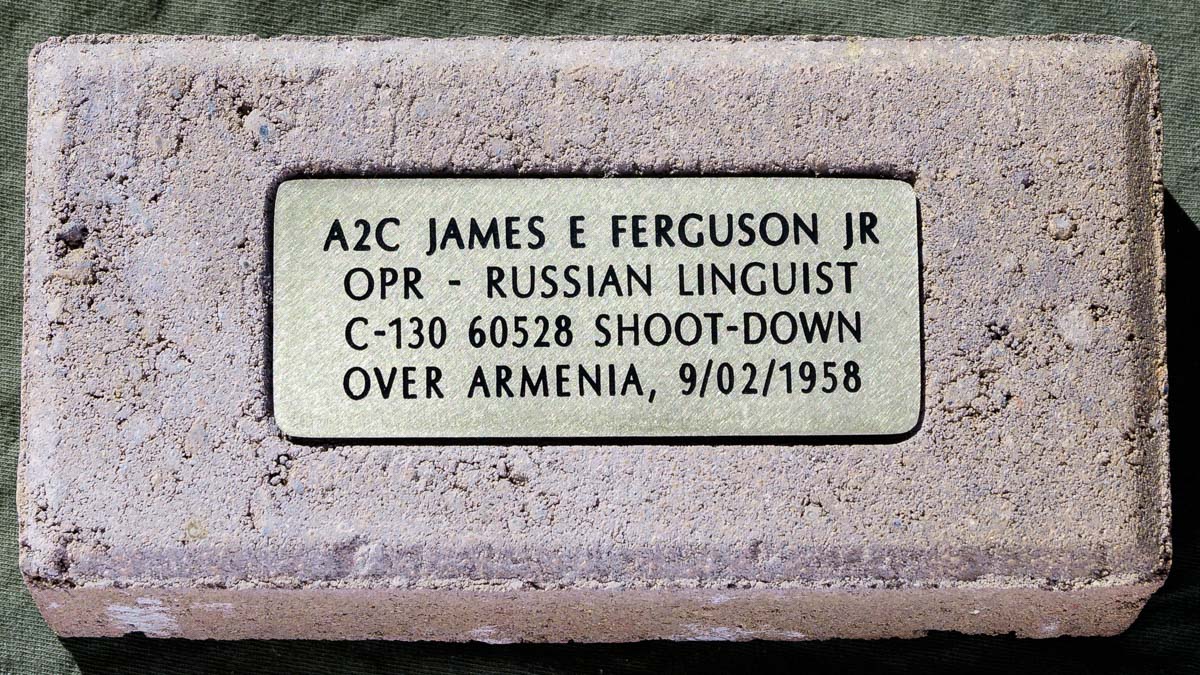 A2C JAMES E FERGUSON JR
OPR - RUSSIAN LINGUIST
C-130 60528 SHOOT-DOWN
OVER ARMENIA, 9/02/1958